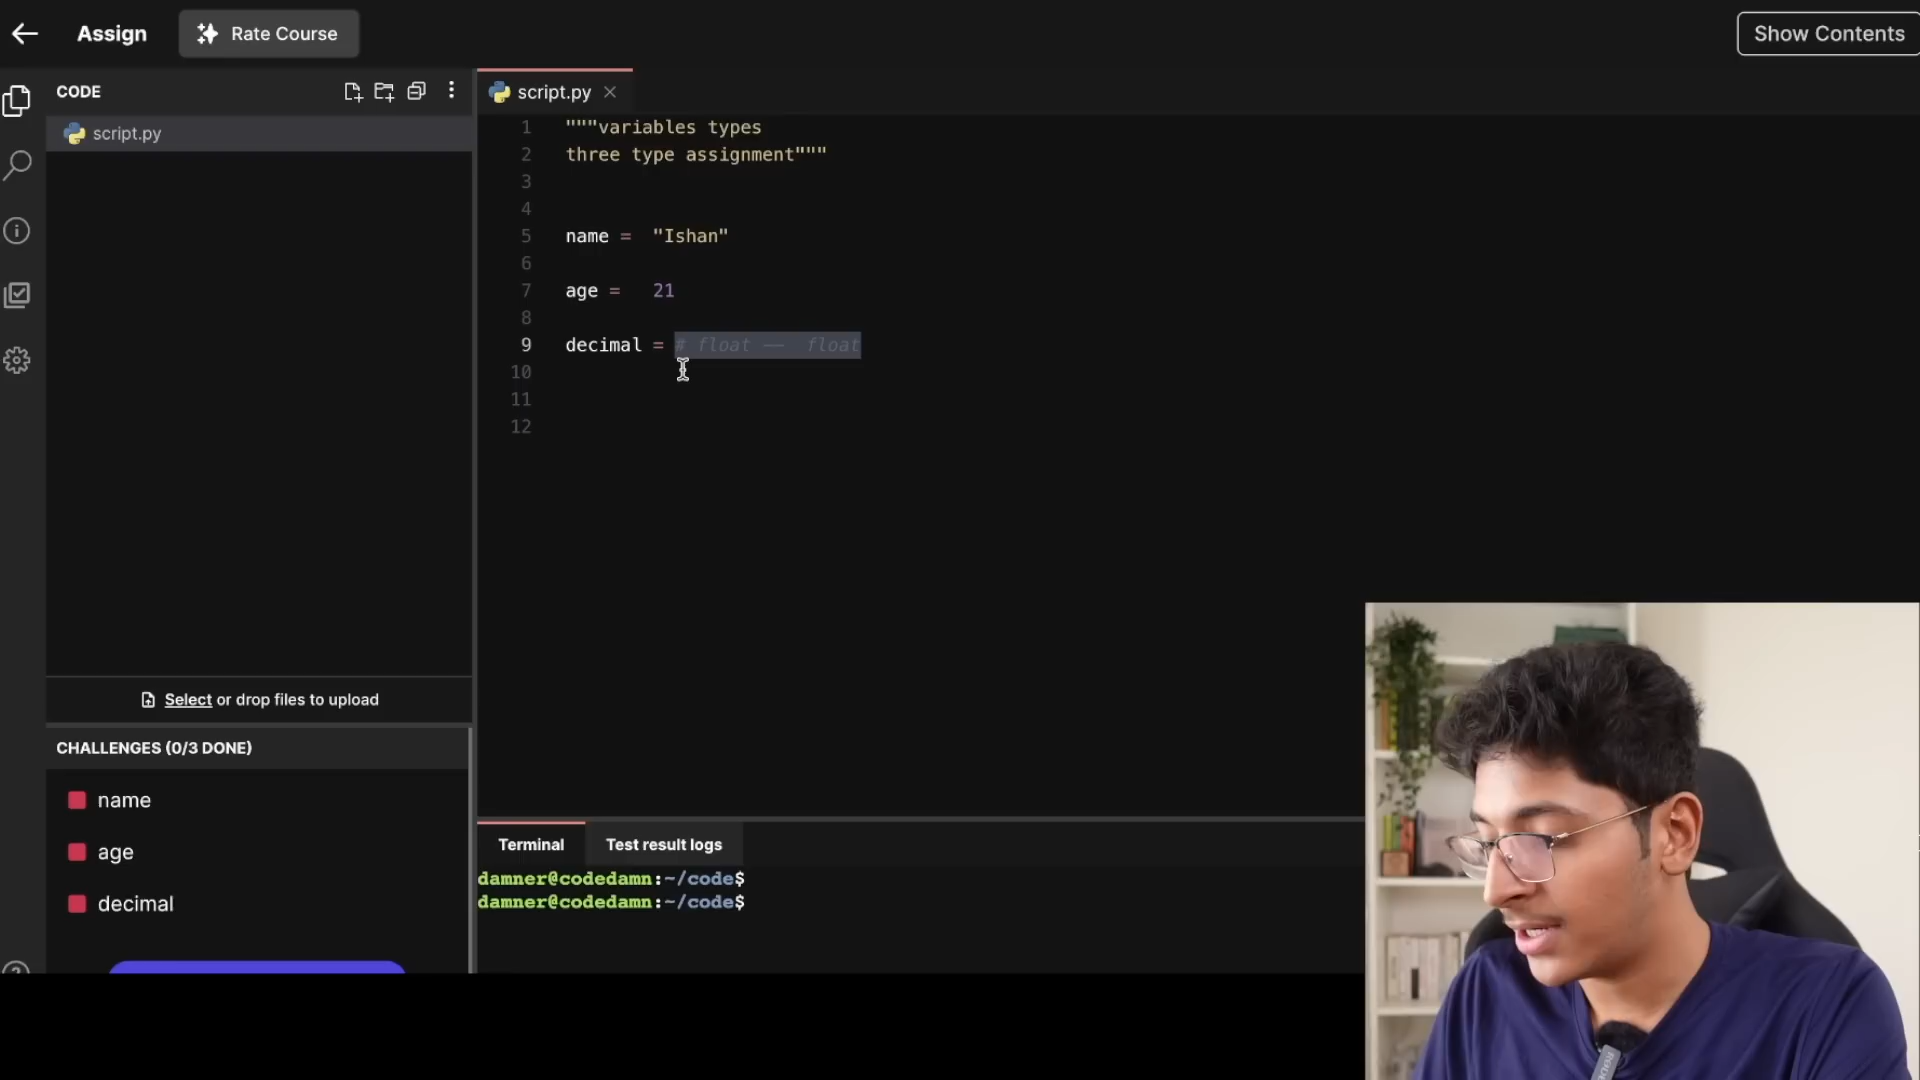 Assign
Rate Course
Show Contents
CODE
script.py
script.py
1 """variables types
2 three type assignment"""
3
4
5 name = "Ishan"
6
7 age = 21
8
9 decimal = # float –– float
10
11
12
Select or drop files to upload
CHALLENGES (0/3 DONE)
name
age
decimal
Terminal
Test result logs
damner@codedamn:~/code$
damner@codedamn:~/code$